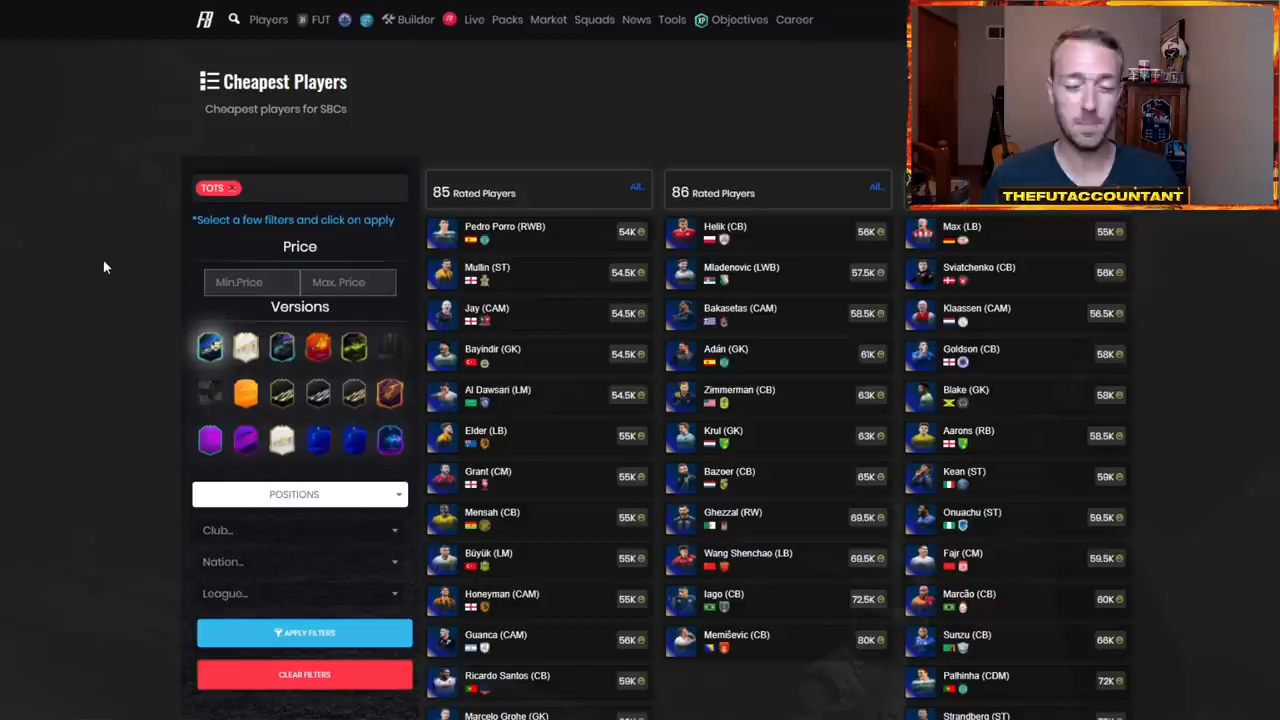 Players FUT Builder Live Packs Market Squads News Tools Objectives Career
Cheapest Players
Cheapest players for SBCs
THEFUTACCOUNTANT
TOTS x
*Select a few filters and click on apply
Price
Min.Price Max. Price
Versions
POSITIONS
Club...
Nation...
League...
APPLY FILTERS
CLEAR FILTERS
85 Rated Players All..
Pedro Porro (RWB) 54K
Mullin (ST) 54.5K
Jay (CAM) 54.5K
Bayindir (GK) 54.5K
Al Dawsari (LM) 54.5K
Elder (LB) 55K
Grant (CM) 55K
Mensah (CB) 55K
Büyük (LM) 55K
Honeyman (CAM) 55K
Guanca (CAM) 56K
Ricardo Santos (CB) 59K
Marcelo Grohe (GK)
86 Rated Players All..
Helik (CB) 56K
Mladenovic (LWB) 57.5K
Bakasetas (CAM) 58.5K
Adán (GK) 61K
Zimmerman (CB) 63K
Krul (GK) 63K
Bazoer (CB) 65K
Ghezzal (RW) 69.5K
Wang Shenchao (LB) 69.5K
Iago (CB) 72.5K
Memiševic (CB) 80K
Max (LB) 55K
Sviatchenko (CB) 56K
Klaassen (CAM) 56.5K
Goldson (CB) 58K
Blake (GK) 58K
Aarons (RB) 58.5K
Kean (ST) 59K
Onuachu (ST) 59.5K
Fajr (CM) 59.5K
Marcão (CB) 60K
Sunzu (CB) 66K
Palhinha (CDM) 72K
Strandberg (ST)